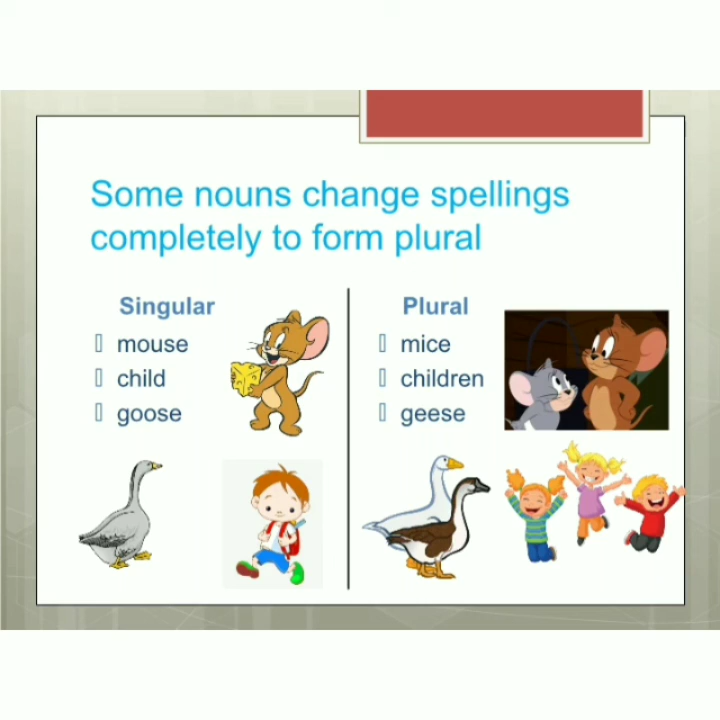 Some nouns change spellings
completely to form plural
Singular
mouse
child
goose
Plural
mice
children
geese